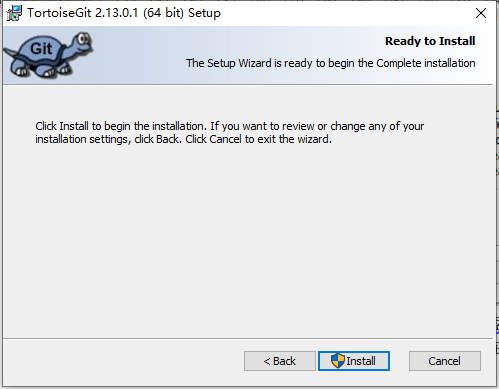 TortoiseGit 2.13.0.1 (64 bit) Setup
Git
Ready to Install
The Setup Wizard is ready to begin the Complete installation
Click Install to begin the installation. If you want to review or change any of your
installation settings, click Back. Click Cancel to exit the wizard.
< Back
Install
Cancel